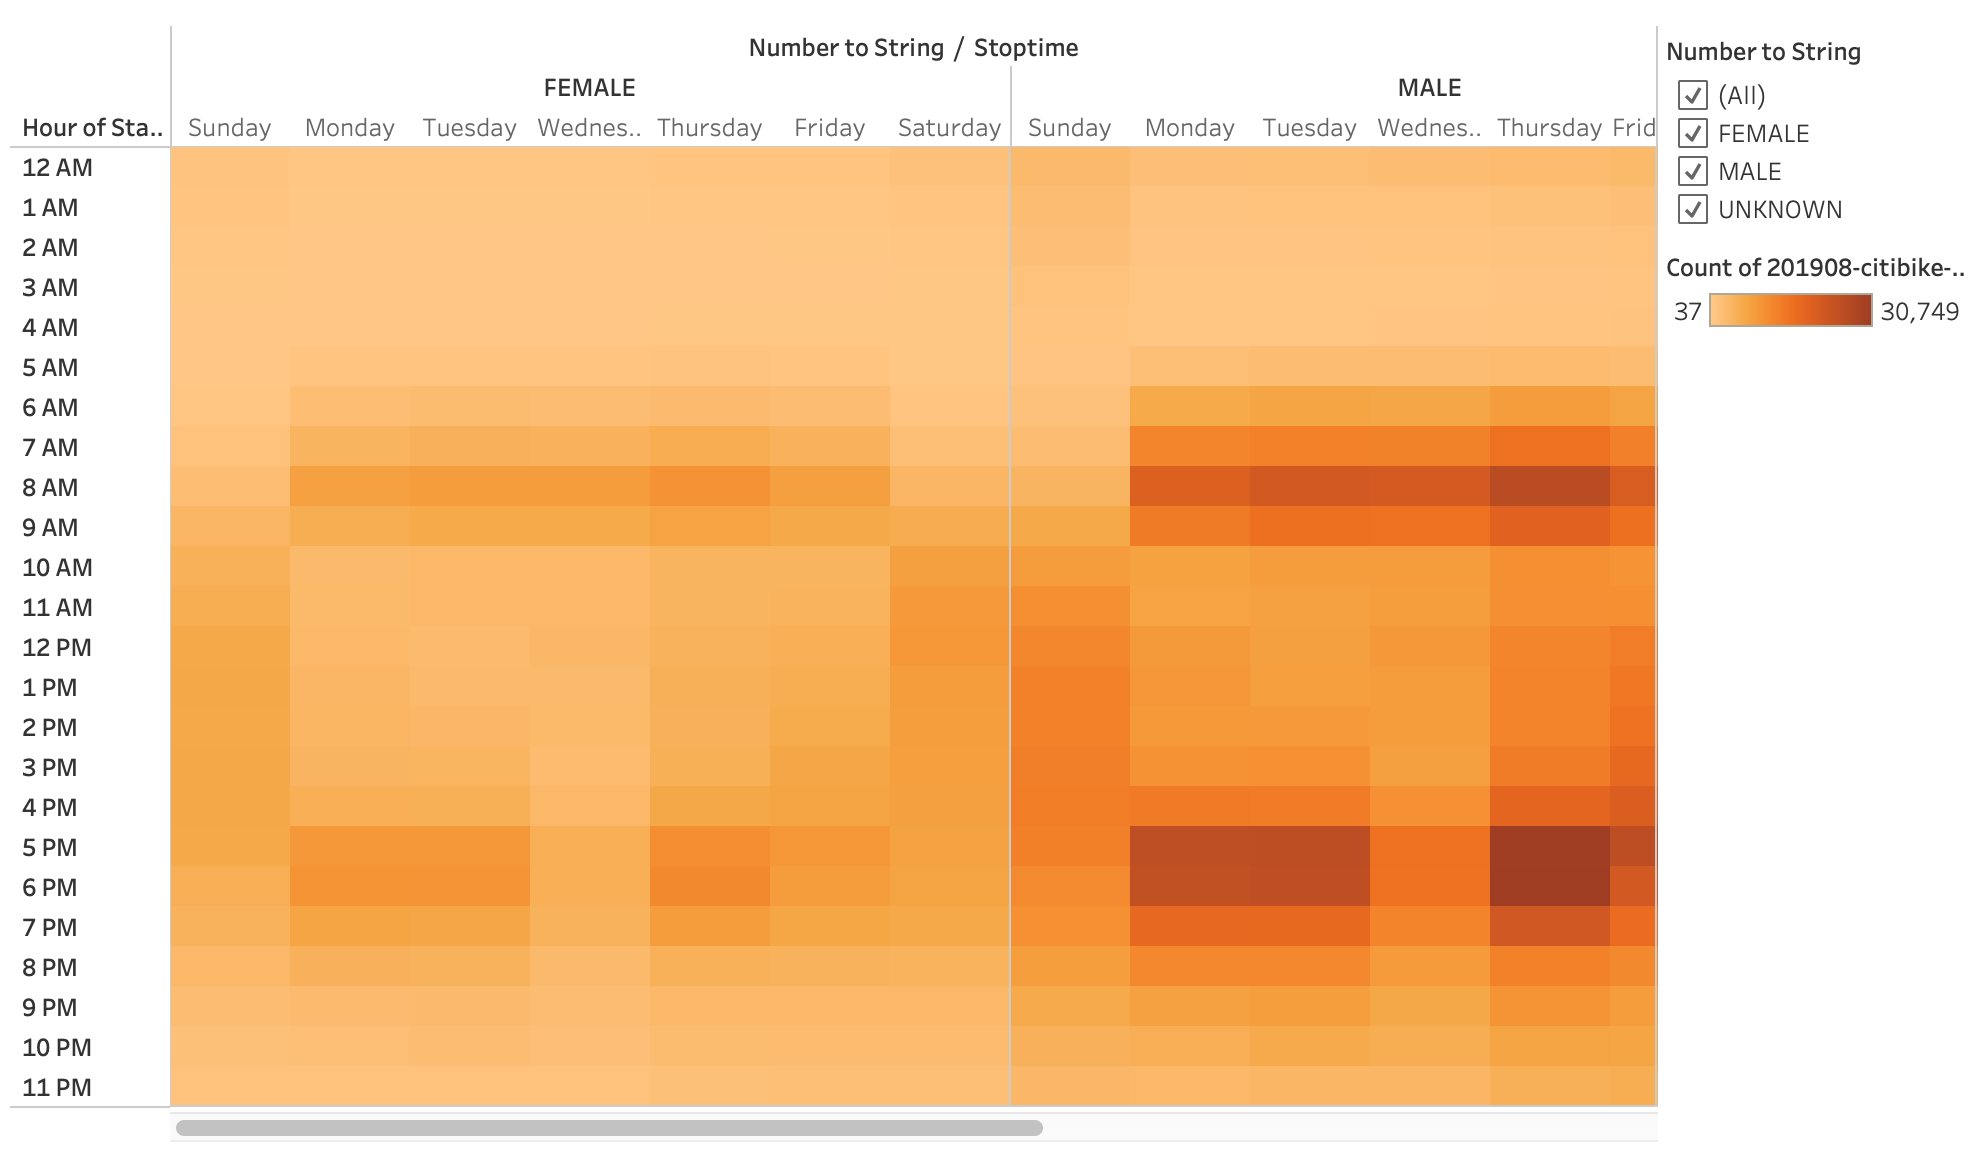 Number to String / Stoptime
FEMALE MALE
Hour of Sta.. Sunday Monday Tuesday Wednes.. Thursday Friday Saturday Sunday Monday Tuesday Wednes.. Thursday Frid
12 AM
1 AM
2 AM
3 AM
4 AM
5 AM
6 AM
7 AM
8 AM
9 AM
10 AM
11 AM
12 PM
1 PM
2 PM
3 PM
4 PM
5 PM
6 PM
7 PM
8 PM
9 PM
10 PM
11 PM
Number to String
(All)
FEMALE
MALE
UNKNOWN
Count of 201908-citibike-..
37 30,749